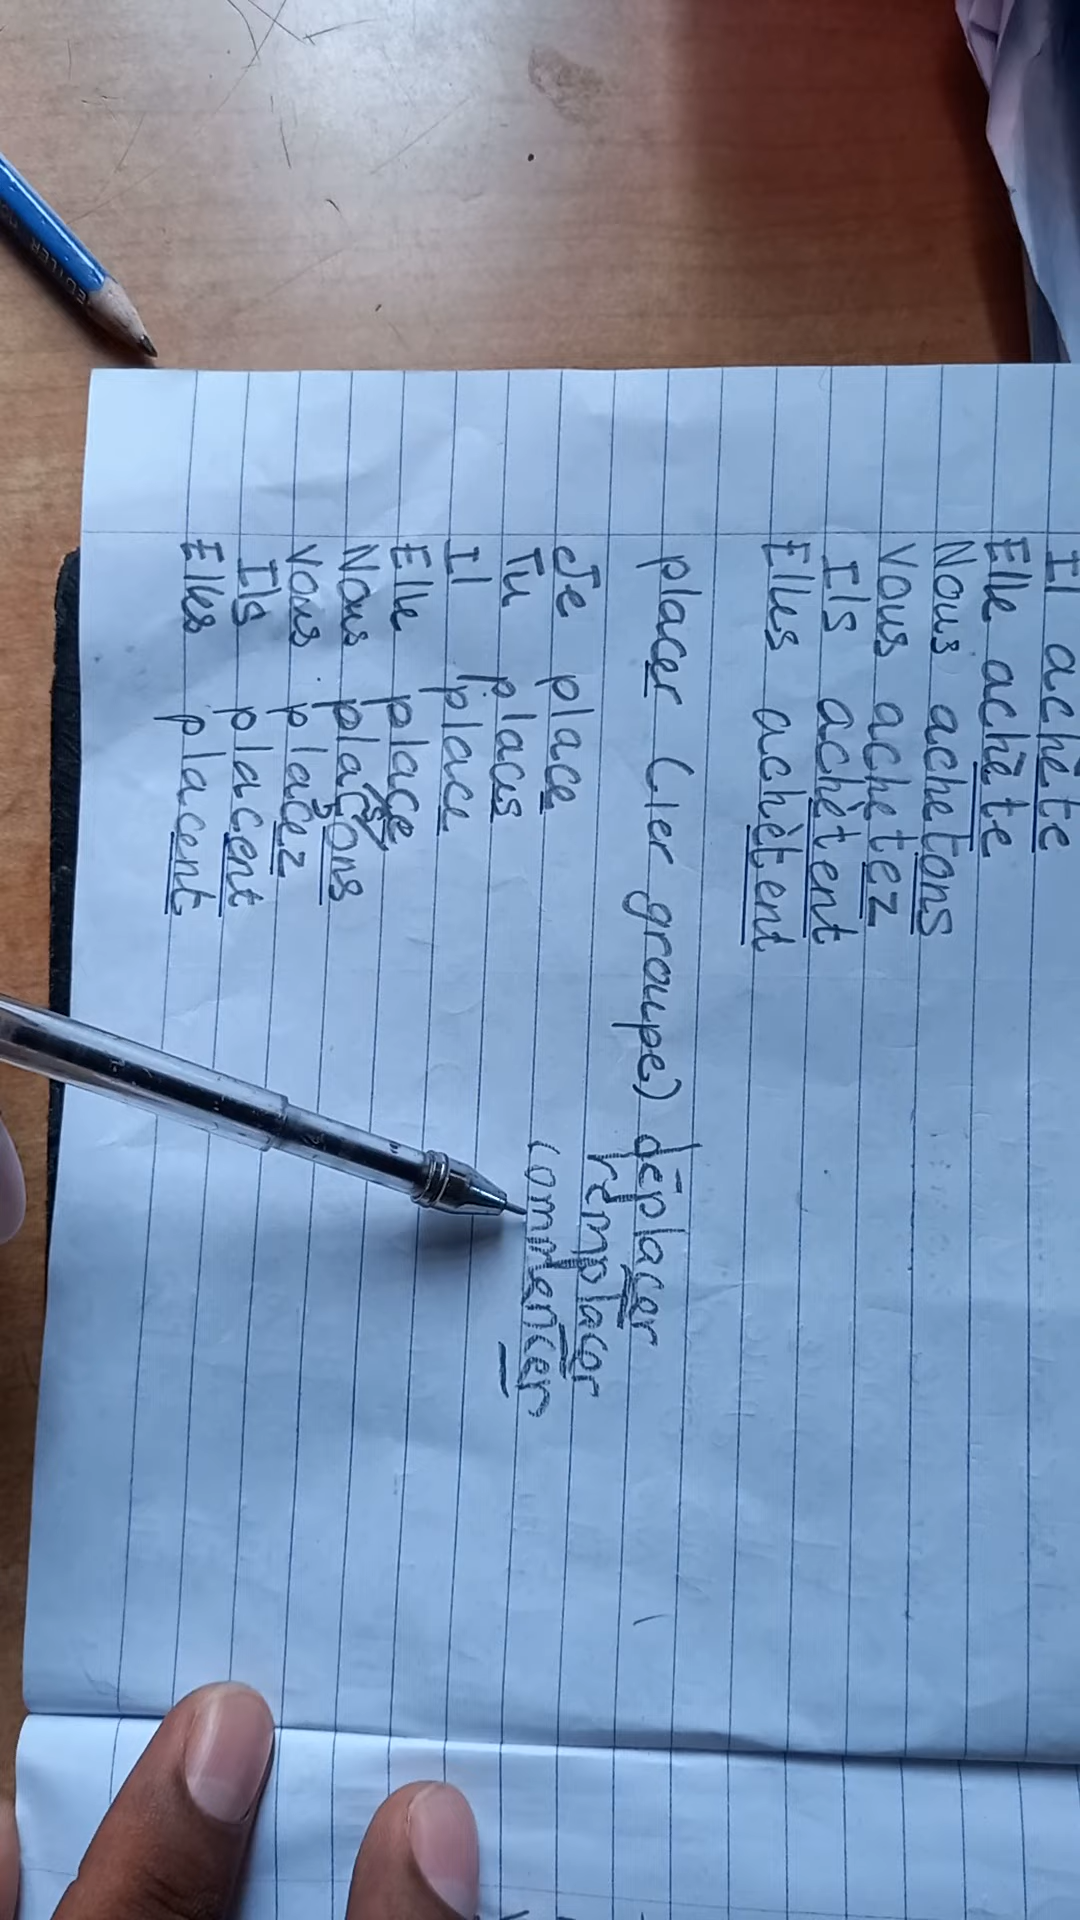 Il achète
Elle achète
Nous achetons
Vous achètez
Ils achètent
Elles achètent
placer (1er groupe) déplacer
remplacer
commencer
Je place
Tu places
Il place
Elle place
(s)
Nous plaçons
Vous placez
Ils placent
Elles placent